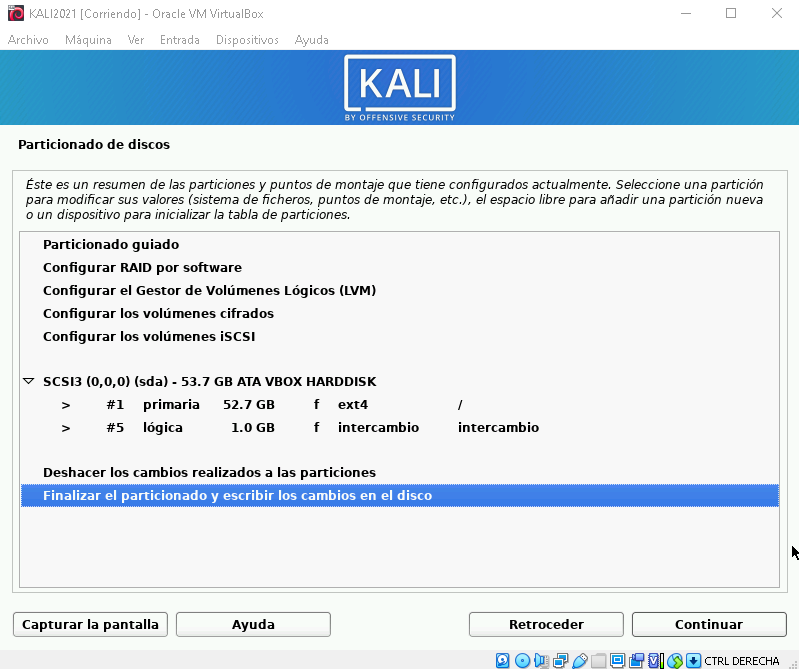 KALI2021 [Corriendo] - Oracle VM VirtualBox
Archivo Máquina Ver Entrada Dispositivos Ayuda
KALI
BY OFFENSIVE SECURITY
Particionado de discos
Éste es un resumen de las particiones y puntos de montaje que tiene configurados actualmente. Seleccione una partición
para modificar sus valores (sistema de ficheros, puntos de montaje, etc.), el espacio libre para añadir una partición nueva
o un dispositivo para inicializar la tabla de particiones.
Particionado guiado
Configurar RAID por software
Configurar el Gestor de Volúmenes Lógicos (LVM)
Configurar los volúmenes cifrados
Configurar los volúmenes iSCSI
SCSI3 (0,0,0) (sda) - 53.7 GB ATA VBOX HARDDISK
> #1 primaria 52.7 GB f ext4 /
> #5 lógica 1.0 GB f intercambio intercambio
Deshacer los cambios realizados a las particiones
Finalizar el particionado y escribir los cambios en el disco
Capturar la pantalla Ayuda Retroceder Continuar
CTRL DERECHA